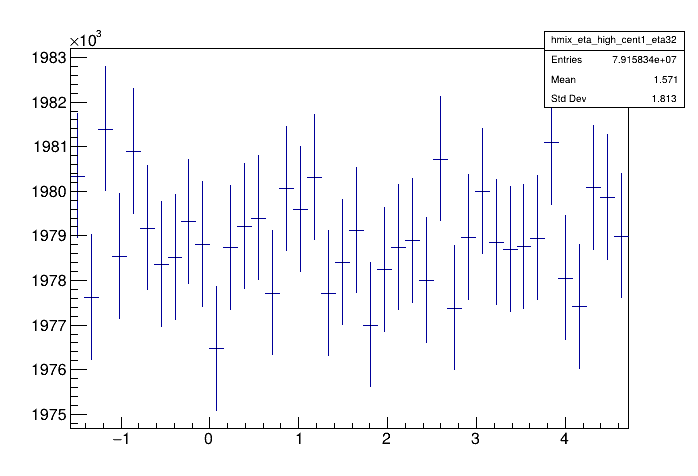 ×10³
hmix_eta_high_cent1_eta32
Entries 7.915834e+07
Mean 1.571
Std Dev 1.813
1983
1982
1981
1980
1979
1978
1977
1976
1975
−1 0 1 2 3 4